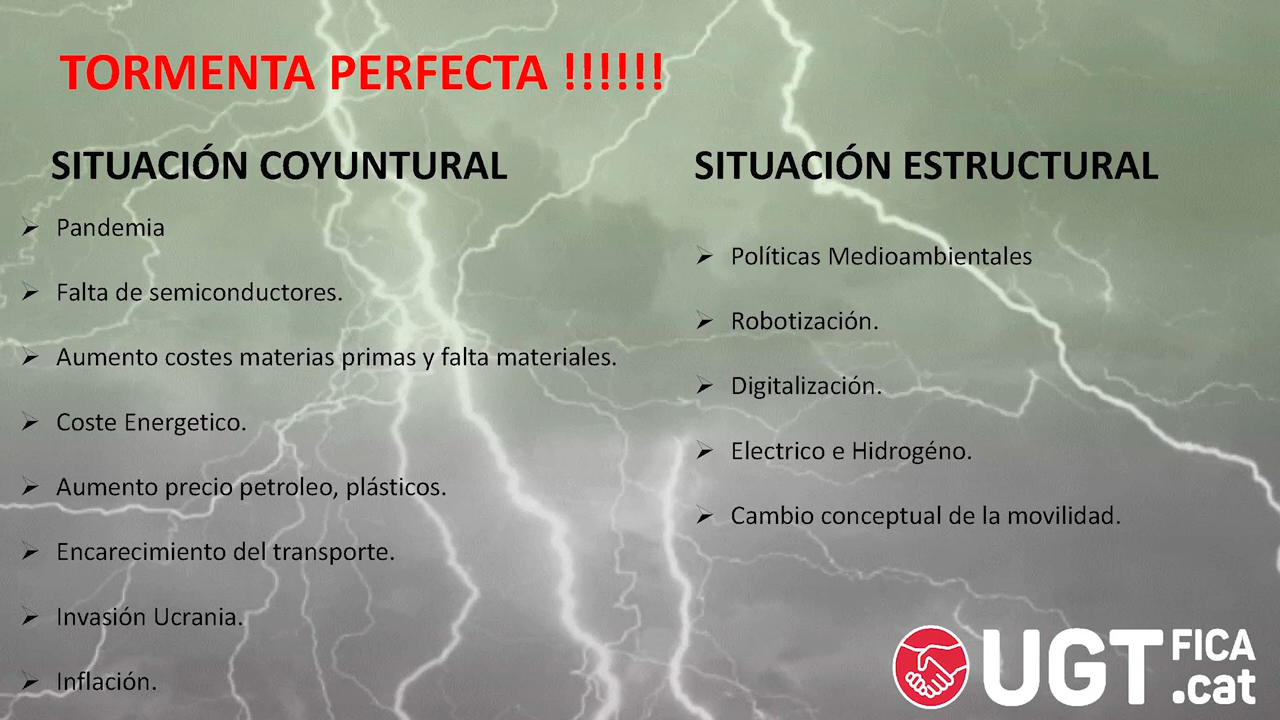 TORMENTA PERFECTA !!!!!!
SITUACIÓN COYUNTURAL
Pandemia
Falta de semiconductores.
Aumento costes materias primas y falta materiales.
Coste Energetico.
Aumento precio petroleo, plásticos.
Encarecimiento del transporte.
Invasión Ucrania.
Inflación.
SITUACIÓN ESTRUCTURAL
Políticas Medioambientales
Robotización.
Digitalización.
Electrico e Hidrogéno.
Cambio conceptual de la movilidad.
UGT FICA
.cat